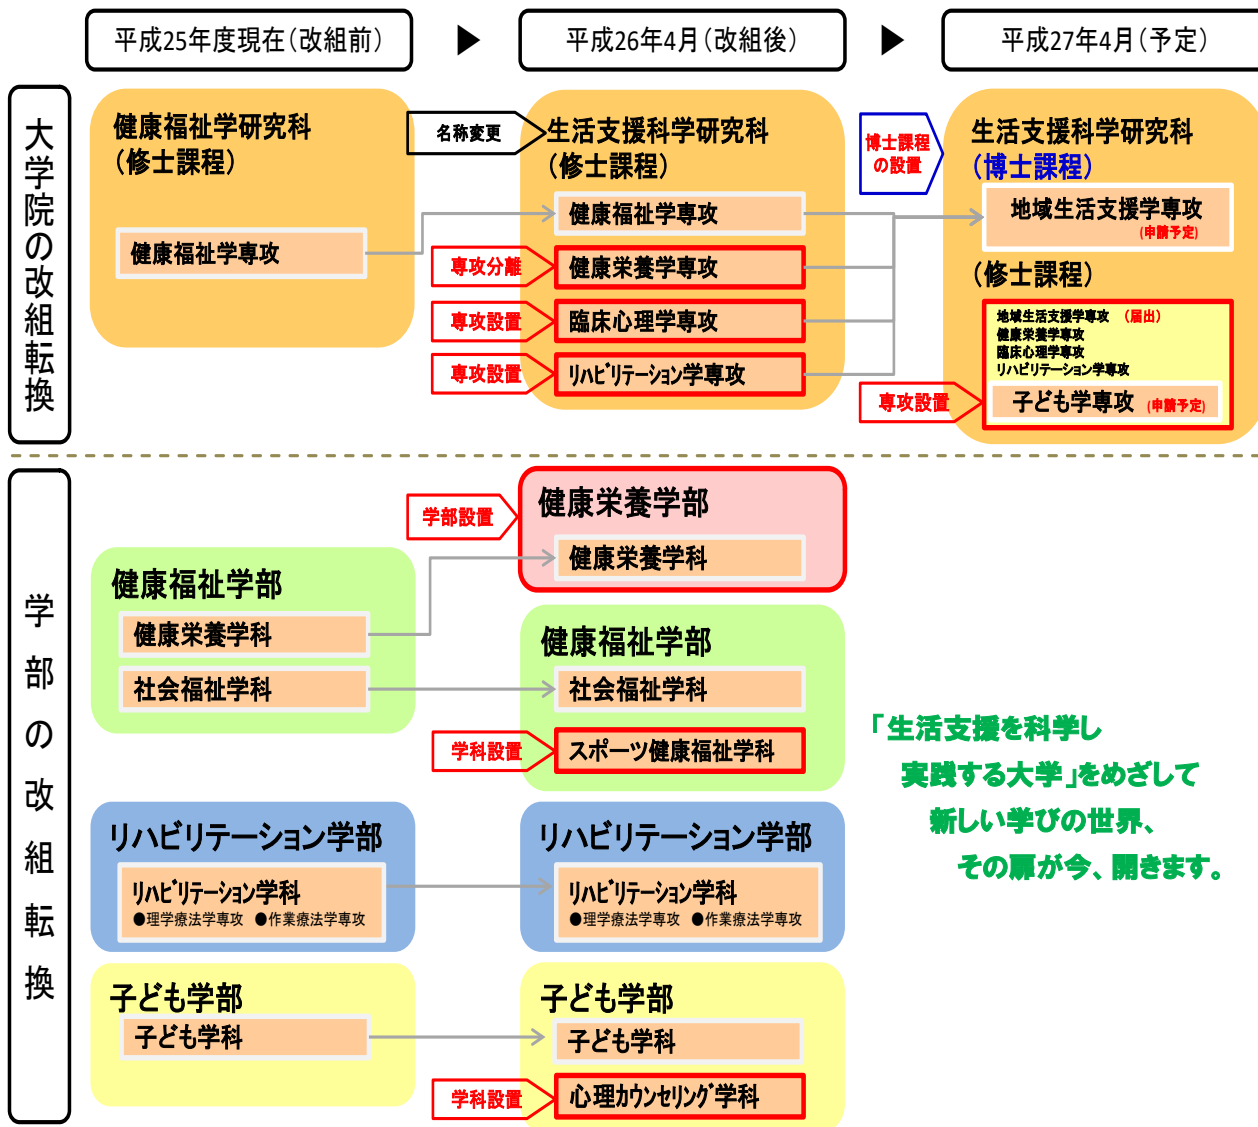 平成25年度現在(改組前)
▶
平成26年4月(改組後)
▶
平成27年4月(予定)
大学院の改組転換
健康福祉学研究科
(修士課程)
健康福祉学専攻
名称変更
生活支援科学研究科
(修士課程)
健康福祉学専攻
専攻分離
健康栄養学専攻
専攻設置
臨床心理学専攻
専攻設置
リハビリテーション学専攻
博士課程
の設置
生活支援科学研究科
(博士課程)
地域生活支援学専攻
(申請予定)
(修士課程)
地域生活支援学専攻 (届出)
健康栄養学専攻
臨床心理学専攻
リハビリテーション学専攻
専攻設置
子ども学専攻 (申請予定)
学部の改組転換
健康福祉学部
健康栄養学科
社会福祉学科
学部設置
健康栄養学部
健康栄養学科
健康福祉学部
社会福祉学科
学科設置
スポーツ健康福祉学科
リハビリテーション学部
リハビリテーション学科
●理学療法学専攻 ●作業療法学専攻
リハビリテーション学部
リハビリテーション学科
●理学療法学専攻 ●作業療法学専攻
子ども学部
子ども学科
子ども学部
子ども学科
学科設置
心理カウンセリング学科
「生活支援を科学し
実践する大学」をめざして
新しい学びの世界、
その扉が今、開きます。